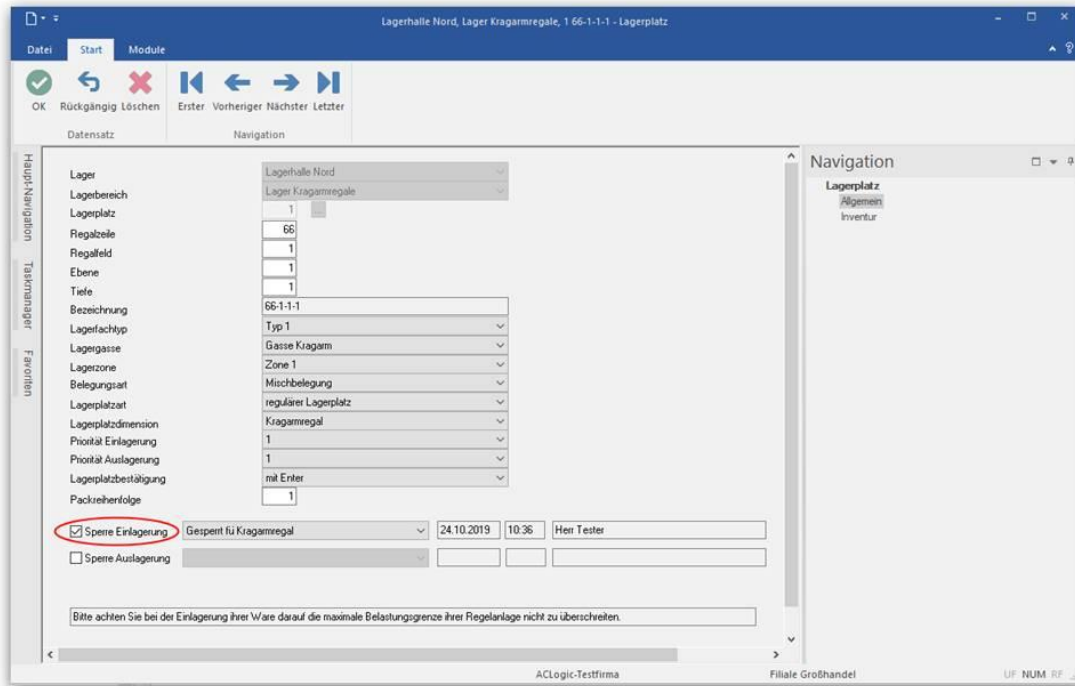 Lagerhalle Nord, Lager Kragarmregale, 1 66-1-1-1 - Lagerplatz
Datei Start Module
OK Rückgängig Löschen Erster Vorheriger Nächster Letzter
Datensatz Navigation
Haupt-Navigation
Taskmanager
Favoriten
Lager Lagerhalle Nord
Lagerbereich Lager Kragarmregale
Lagerplatz 1 ...
Regalzeile 66
Regalfeld 1
Ebene 1
Tiefe 1
Bezeichnung 66-1-1-1
Lagerfachtyp Typ 1
Lagergasse Gasse Kragarm
Lagerzone Zone 1
Belegungsart Mischbelegung
Lagerplatzart regulärer Lagerplatz
Lagerplatzdimension Kragarmregal
Priorität Einlagerung 1
Priorität Auslagerung 1
Lagerplatzbestätigung mit Enter
Packreihenfolge 1
Sperre Einlagerung Gesperrt fü Kragarmregal 24.10.2019 10:36 Herr Tester
Sperre Auslagerung
Bitte achten Sie bei der Einlagerung ihrer Ware darauf die maximale Belastungsgrenze ihrer Regelanlage nicht zu überschreiten.
Navigation
Lagerplatz
Allgemein
Inventur
ACLogic-Testfirma Filiale Großhandel UF NUM RF